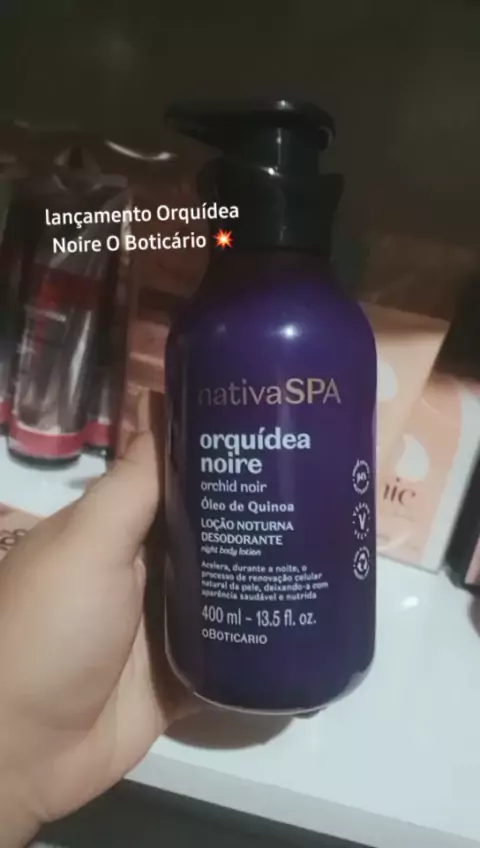 lançamento Orquídea
Noire O Boticário 💥
nativaSPA
orquídea
noire
orchid noir
Óleo de Quinoa
LOÇÃO NOTURNA
DESODORANTE
night body lotion
Acelera, durante a noite, o
processo de renovação celular
natural da pele, deixando-a com
aparência saudável e nutrida
400 ml - 13.5 fl. oz.
OBOTICÁRIO